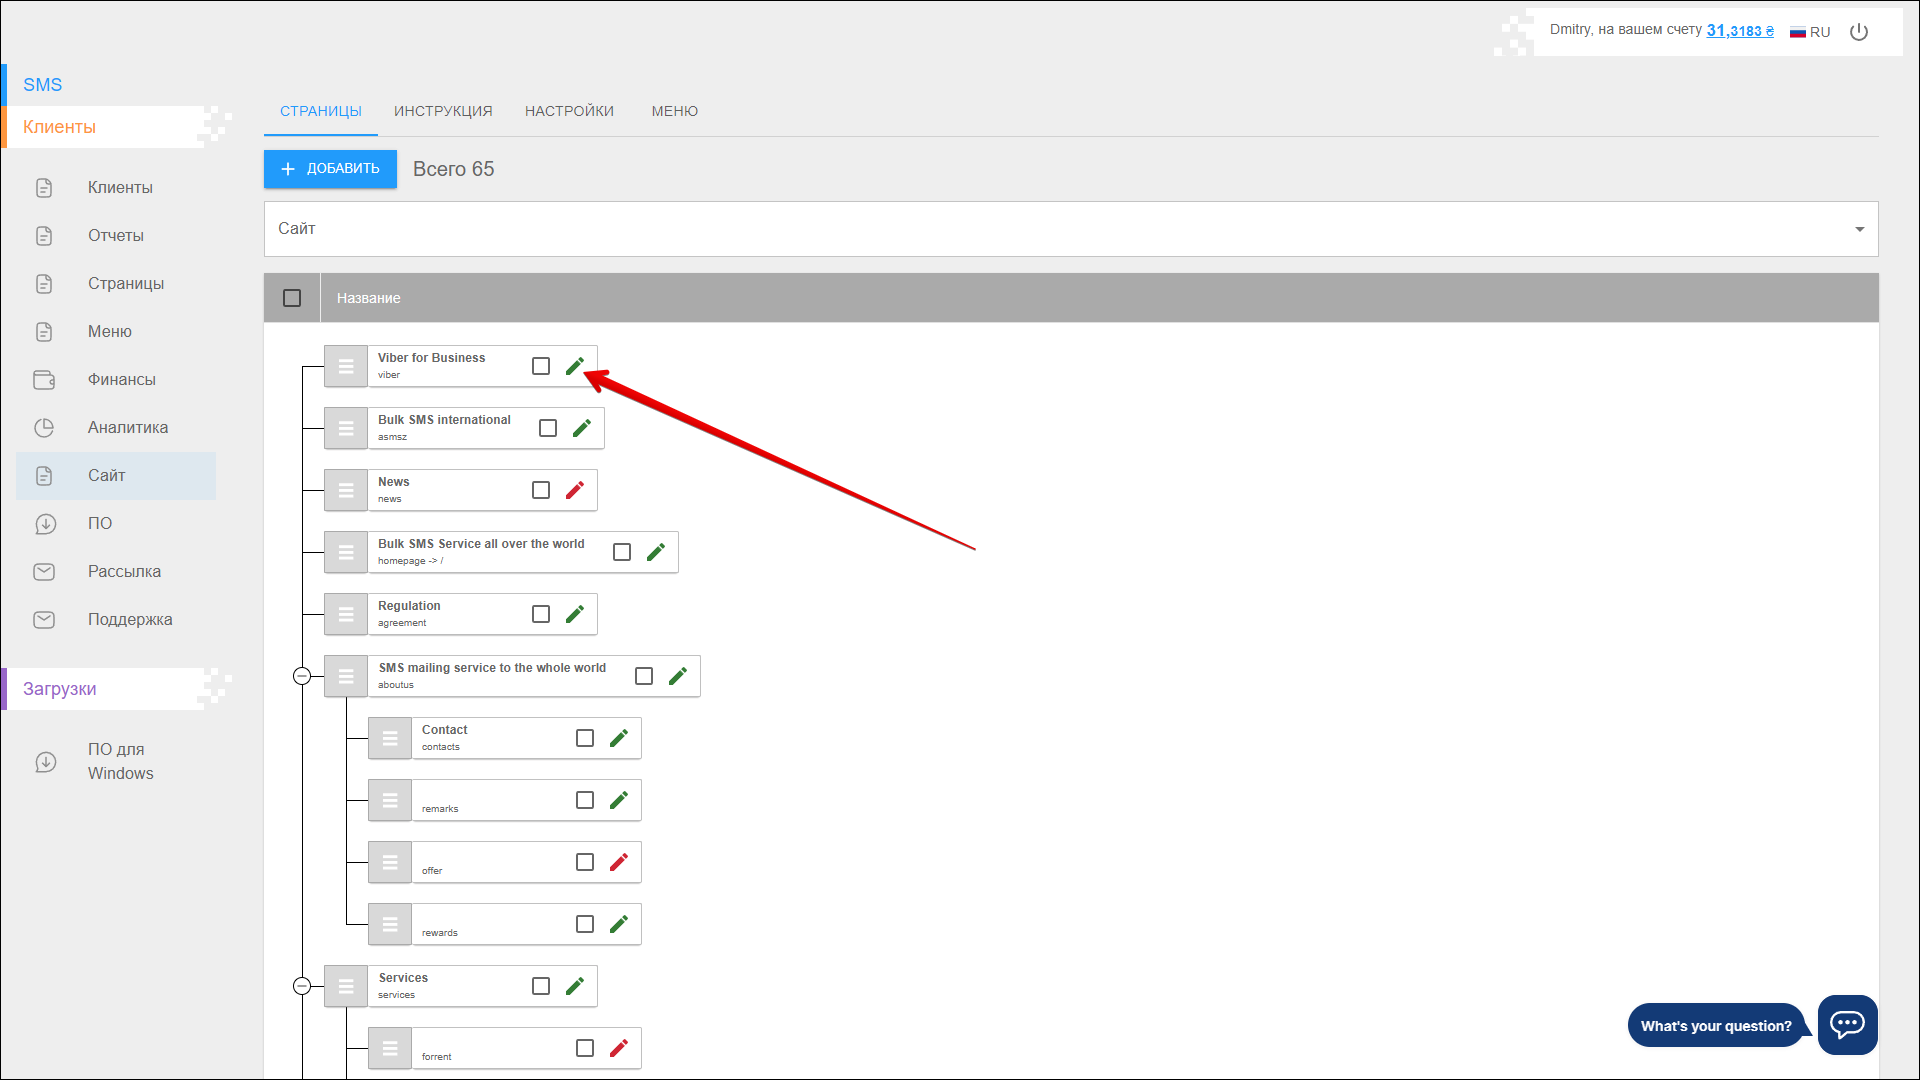 Dmitry, на вашем счету 31,3183 ₴ RU
SMS
Клиенты
Клиенты
Отчеты
Страницы
Меню
Финансы
Аналитика
Сайт
ПО
Рассылка
Поддержка
Загрузки
ПО для
Windows
СТРАНИЦЫ ИНСТРУКЦИЯ НАСТРОЙКИ МЕНЮ
ДОБАВИТЬ Всего 65
Сайт
Название
Viber for Business
viber
Bulk SMS international
asmsz
News
news
Bulk SMS Service all over the world
homepage -> /
Regulation
agreement
SMS mailing service to the whole world
aboutus
Contact
contacts
remarks
offer
rewards
Services
services
forrent
What's your question?